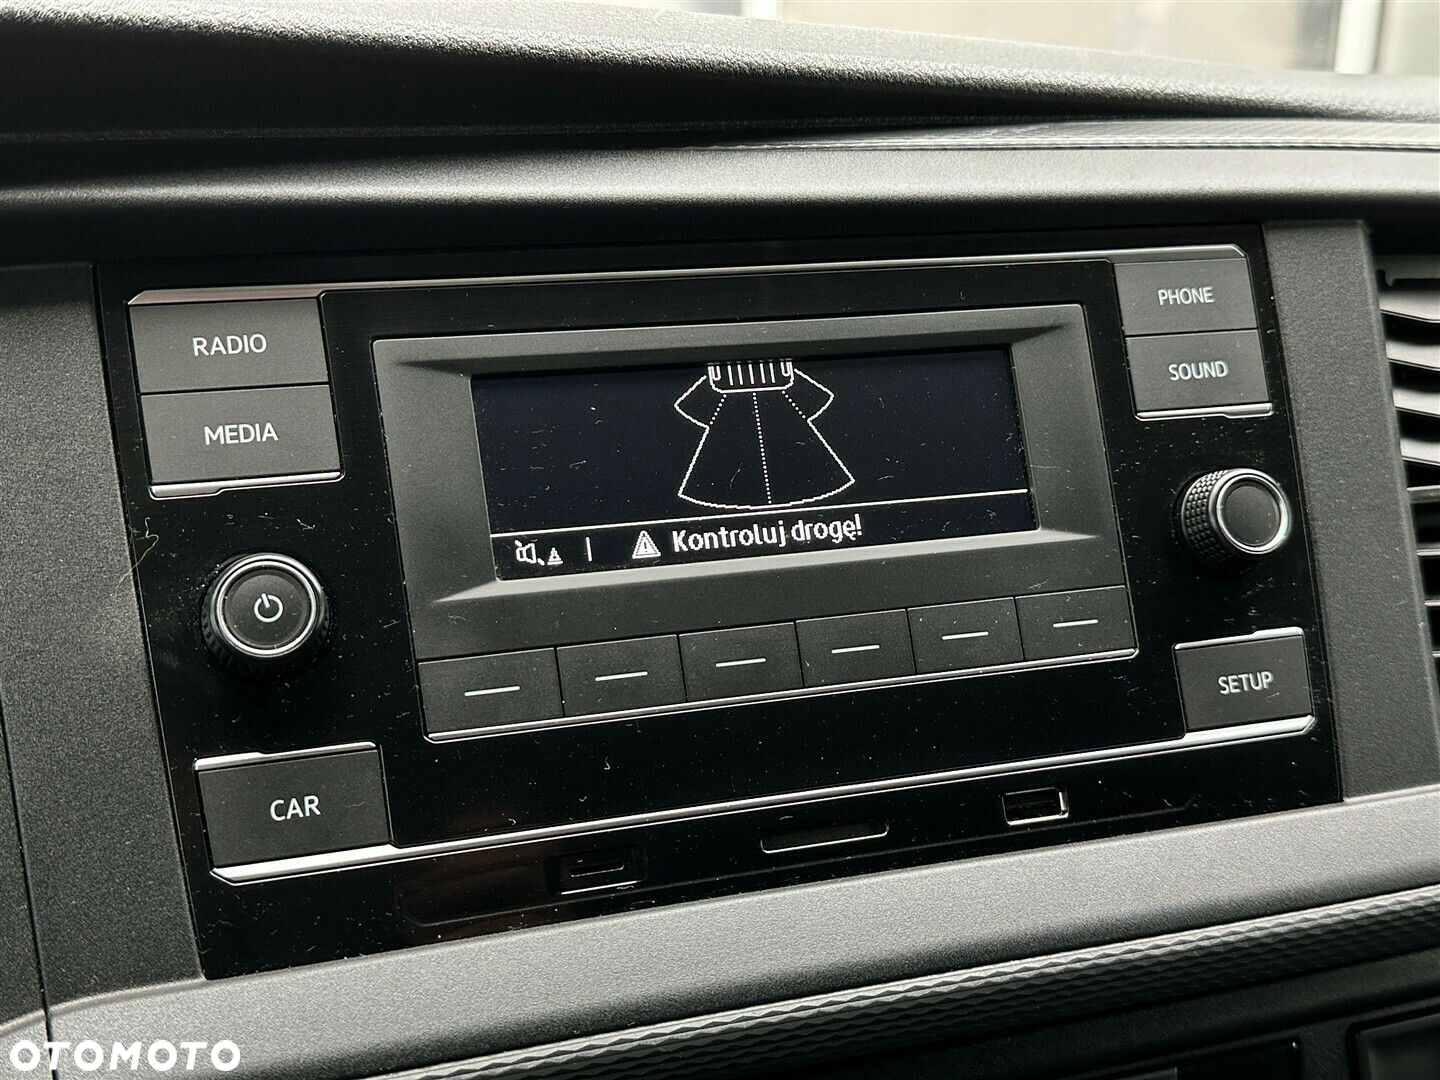 RADIO
MEDIA
PHONE
SOUND
Kontroluj drogę!
CAR
SETUP
OTOMOTO